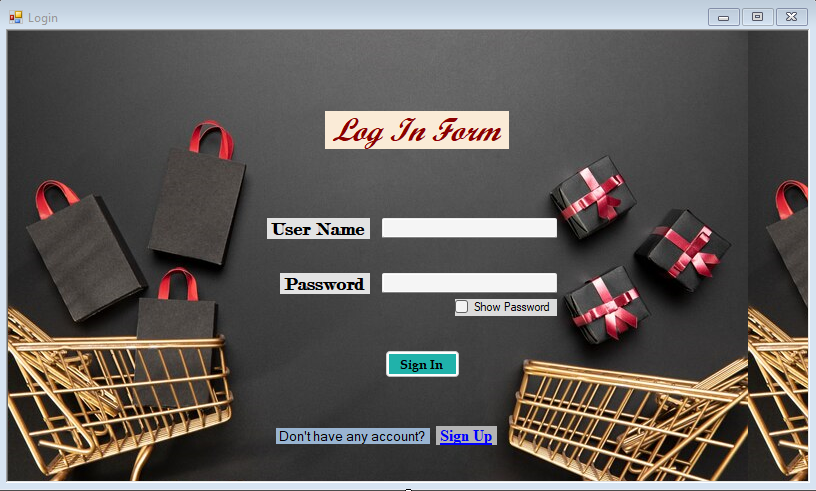 Login
Log In Form
User Name
Password
Show Password
Sign In
Don't have any account? Sign Up